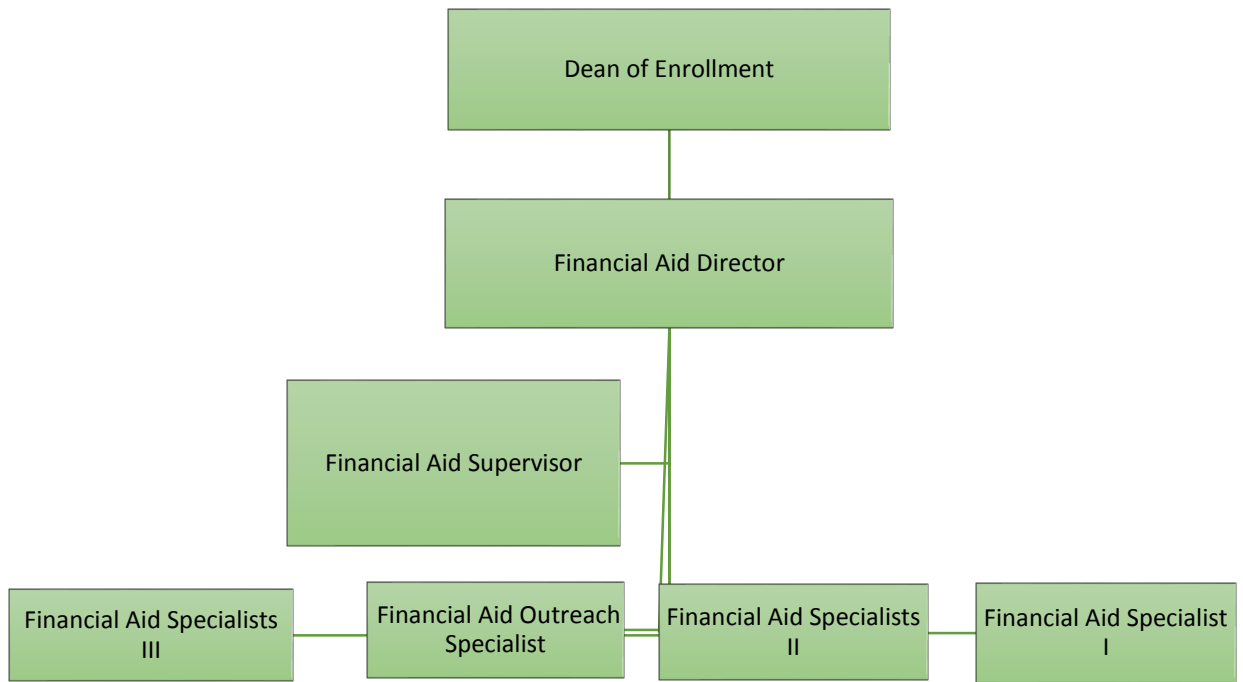 Dean of Enrollment
Financial Aid Director
Financial Aid Supervisor
Financial Aid Specialists
III
Financial Aid Outreach
Specialist
Financial Aid Specialists
II
Financial Aid Specialist
I